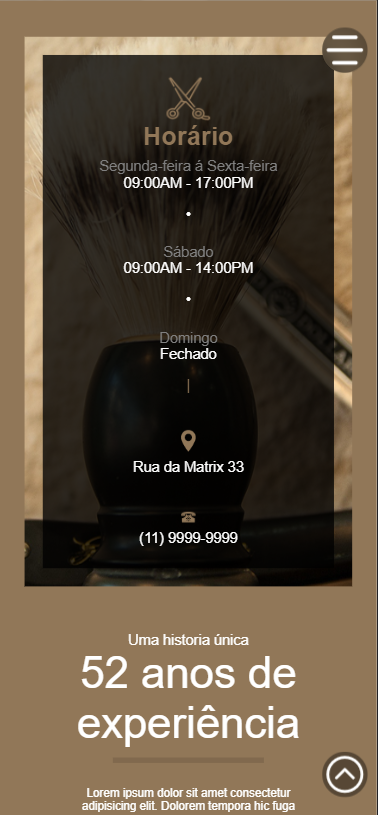 Horário
Segunda-feira á Sexta-feira
09:00AM - 17:00PM
Sábado
09:00AM - 14:00PM
Domingo
Fechado
Rua da Matrix 33
(11) 9999-9999
Uma historia única
52 anos de
experiência
Lorem ipsum dolor sit amet consectetur
adipisicing elit. Dolorem tempora hic fuga